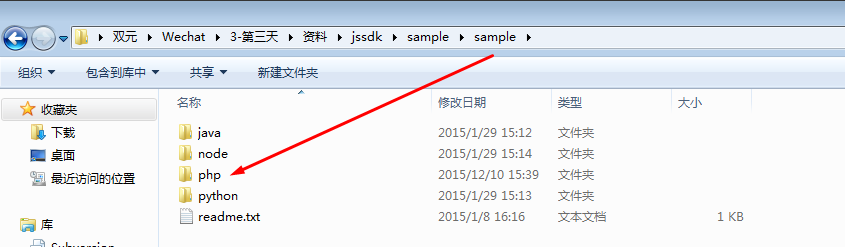 双元 Wechat 3-第三天 资料 jssdk sample sample
组织 包含到库中 共享 新建文件夹
收藏夹
下载
桌面
最近访问的位置
库
Subversion
名称 修改日期 类型 大小
java 2015/1/29 15:12 文件夹
node 2015/1/29 15:14 文件夹
php 2015/12/10 15:39 文件夹
python 2015/1/29 15:13 文件夹
readme.txt 2015/1/8 16:16 文本文档 1 KB